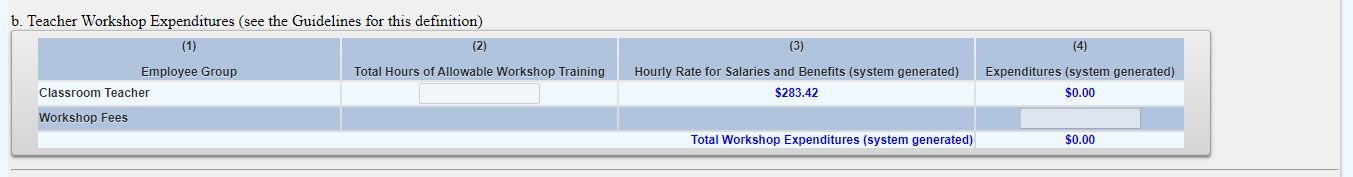 b. Teacher Workshop Expenditures (see the Guidelines for this definition)
(1) (2) (3) (4)
Employee Group Total Hours of Allowable Workshop Training Hourly Rate for Salaries and Benefits (system generated) Expenditures (system generated)
Classroom Teacher $283.42 $0.00
Workshop Fees
Total Workshop Expenditures (system generated) $0.00